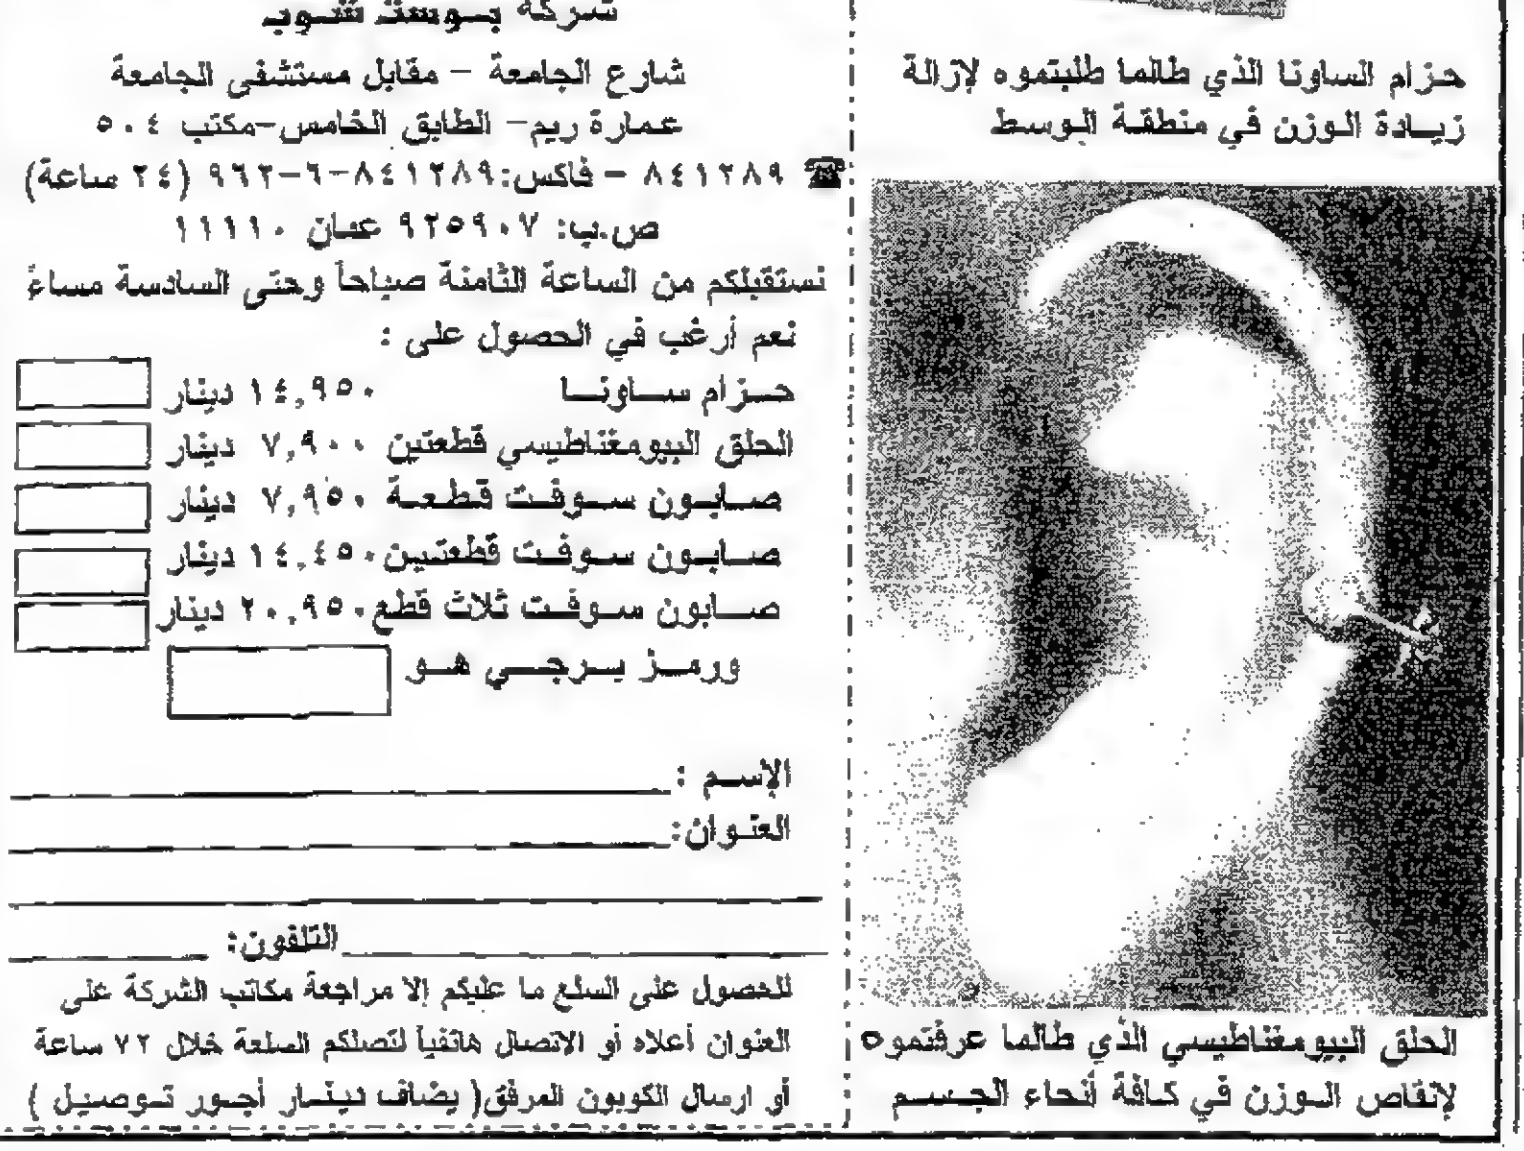 حزام الساونا الذي طالما طلبتموه لإزالة
زيادة الوزن في منطقة الوسط
الحلق البيومغناطيسي الذي طالما عرفتموه
لإنقاص الوزن في كافة أنحاء الجسم
شركة بوست شوب
شارع الجامعة – مقابل مستشفى الجامعة
عمارة ريم– الطابق الخامس–مكتب ٥٠٤
☎ ٨٤١٢٨٩ – فاكس:٨٤١٢٨٩–٦–٩٦٢ (٢٤ ساعة)
ص.ب: ٩٢٥٩٠٧ عمان ١١١١٠
نستقبلكم من الساعة الثامنة صباحاً وحتى السادسة مساءً
نعم أرغب في الحصول على :
حزام ساونا ١٤,٩٥٠ دينار
الحلق البيومغناطيسي قطعتين ٧,٩٠٠ دينار
صابون سوفت قطعة ٧,٩٥٠ دينار
صابون سوفت قطعتين ١٤,٤٥٠ دينار
صابون سوفت ثلاث قطع ٢٠,٩٥٠ دينار
ورمز برجي هو
الإسم :
العنوان:
التلفون:
للحصول على السلع ما عليكم إلا مراجعة مكاتب الشركة على
العنوان أعلاه أو الاتصال هاتفياً لتصلكم السلعة خلال ٧٢ ساعة
أو ارسال الكوبون المرفق( يضاف دينار أجور توصيل )